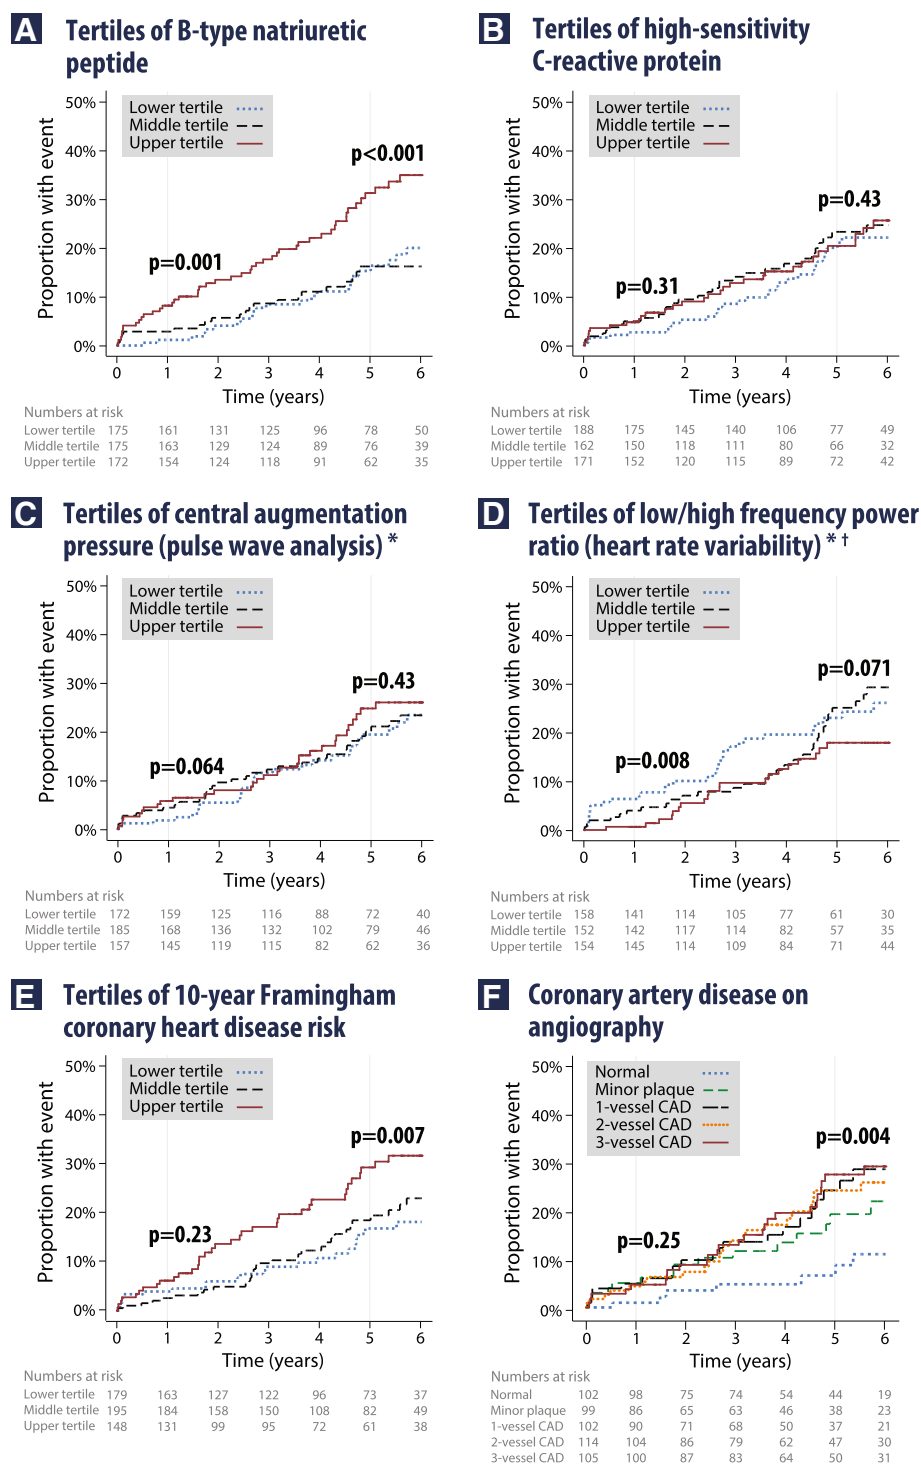 A Tertiles of B-type natriuretic
peptide
50%
40%
30%
20%
10%
0%
Proportion with event
Lower tertile
Middle tertile
Upper tertile
p<0.001
p=0.001
0 1 2 3 4 5 6
Time (years)
Numbers at risk
Lower tertile 175 161 131 125 96 78 50
Middle tertile 175 163 129 124 89 76 39
Upper tertile 172 154 124 118 91 62 35
B Tertiles of high-sensitivity
C-reactive protein
50%
40%
30%
20%
10%
0%
Proportion with event
Lower tertile
Middle tertile
Upper tertile
p=0.43
p=0.31
0 1 2 3 4 5 6
Time (years)
Numbers at risk
Lower tertile 188 175 145 140 106 77 49
Middle tertile 162 150 118 111 80 66 32
Upper tertile 171 152 120 115 89 72 42
C Tertiles of central augmentation
pressure (pulse wave analysis) *
50%
40%
30%
20%
10%
0%
Proportion with event
Lower tertile
Middle tertile
Upper tertile
p=0.43
p=0.064
0 1 2 3 4 5 6
Time (years)
Numbers at risk
Lower tertile 172 159 125 116 88 72 40
Middle tertile 185 168 136 132 102 79 46
Upper tertile 157 145 119 115 82 62 36
D Tertiles of low/high frequency power
ratio (heart rate variability) * †
50%
40%
30%
20%
10%
0%
Proportion with event
Lower tertile
Middle tertile
Upper tertile
p=0.071
p=0.008
0 1 2 3 4 5 6
Time (years)
Numbers at risk
Lower tertile 158 141 114 105 77 61 30
Middle tertile 152 142 117 114 82 57 35
Upper tertile 154 145 114 109 84 71 44
E Tertiles of 10-year Framingham
coronary heart disease risk
50%
40%
30%
20%
10%
0%
Proportion with event
Lower tertile
Middle tertile
Upper tertile
p=0.007
p=0.23
0 1 2 3 4 5 6
Time (years)
Numbers at risk
Lower tertile 179 163 127 122 96 73 37
Middle tertile 195 184 158 150 108 82 49
Upper tertile 148 131 99 95 72 61 38
F Coronary artery disease on
angiography
50%
40%
30%
20%
10%
0%
Proportion with event
Normal
Minor plaque
1-vessel CAD
2-vessel CAD
3-vessel CAD
p=0.004
p=0.25
0 1 2 3 4 5 6
Time (years)
Numbers at risk
Normal 102 98 75 74 54 44 19
Minor plaque 99 86 65 63 46 38 23
1-vessel CAD 102 90 71 68 50 37 21
2-vessel CAD 114 104 86 79 62 47 30
3-vessel CAD 105 100 87 83 64 50 31